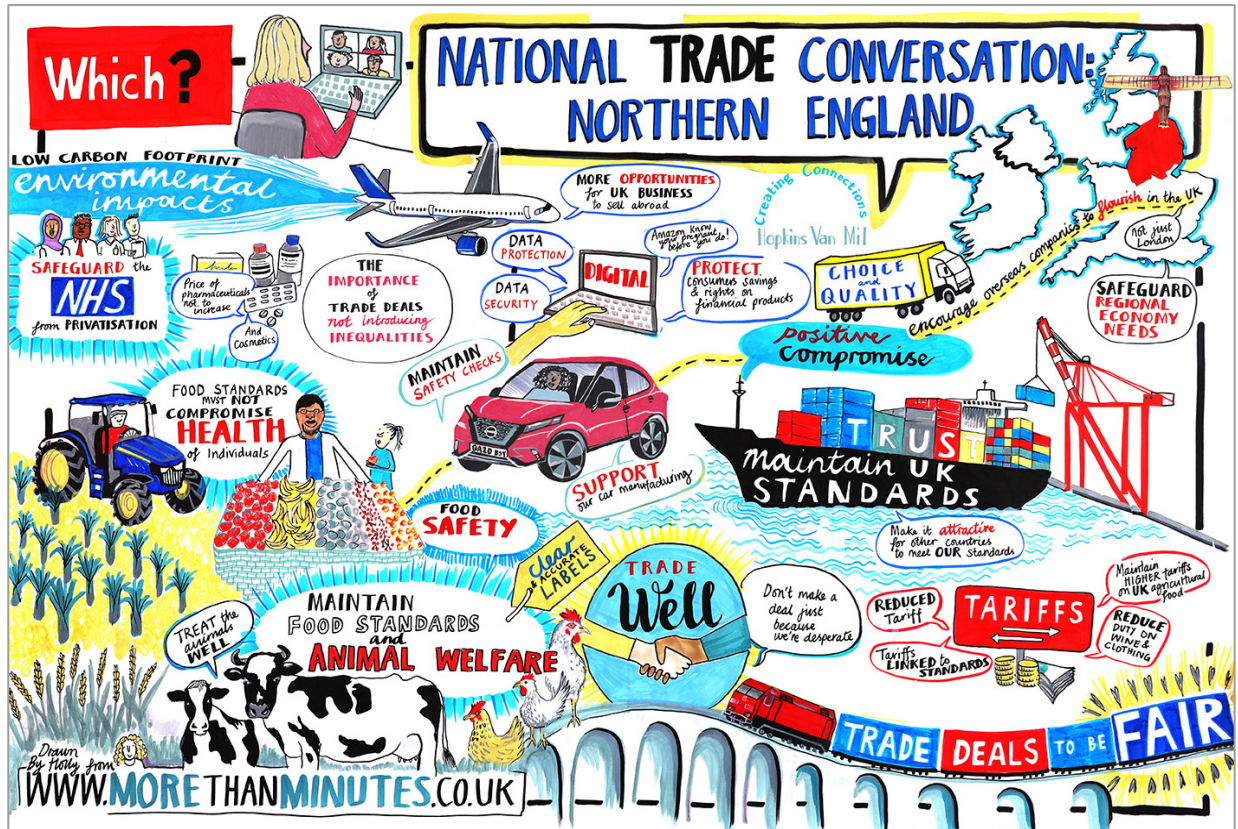 Which?
NATIONAL TRADE CONVERSATION:
NORTHERN ENGLAND
LOW CARBON FOOTPRINT
environmental
impacts
MORE OPPORTUNITIES
for UK BUSINESS
to sell abroad
Creating Connections
Hopkins Van Mil
encourage overseas companies to flourish in the UK
not just
London
SAFEGUARD
REGIONAL
ECONOMY
NEEDS
SAFEGUARD the
NHS
from PRIVATISATION
Price of
pharmaceuticals
not to
increase
And
Cosmetics
THE
IMPORTANCE
of
TRADE DEALS
not introducing
INEQUALITIES
DATA
PROTECTION
DATA
SECURITY
DIGITAL
Amazon know
your pregnant
before you do!
PROTECT
consumers savings
& rights on
financial products
CHOICE
and
QUALITY
positive
compromise
MAINTAIN
SAFETY CHECKS
FOOD STANDARDS
MUST NOT
COMPROMISE
HEALTH
of Individuals
OA20 BSY
SUPPORT
our car manufacturing
TRUST
maintain UK
STANDARDS
Make it attractive
for other countries
to meet OUR standards
FOOD
SAFETY
clear
& ACCURATE
LABELS
TRADE
Well
Don't make a
deal just
because
we're desperate
REDUCED
Tariff
TARIFFS
Maintain
HIGHER tariffs
on UK agricultural
food
REDUCE
DUTY ON
WINE &
CLOTHING
Tariffs
LINKED to
STANDARDS
TREAT the
animals
WELL
MAINTAIN
FOOD STANDARDS
and
ANIMAL WELFARE
TRADE DEALS TO BE FAIR
Drawn
By Holly from
WWW.MORETHANMINUTES.CO.UK